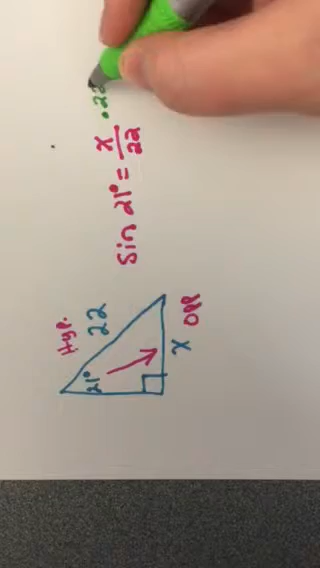 Hyp.
22
21°
x
opp
sin 21° = x/22
•22